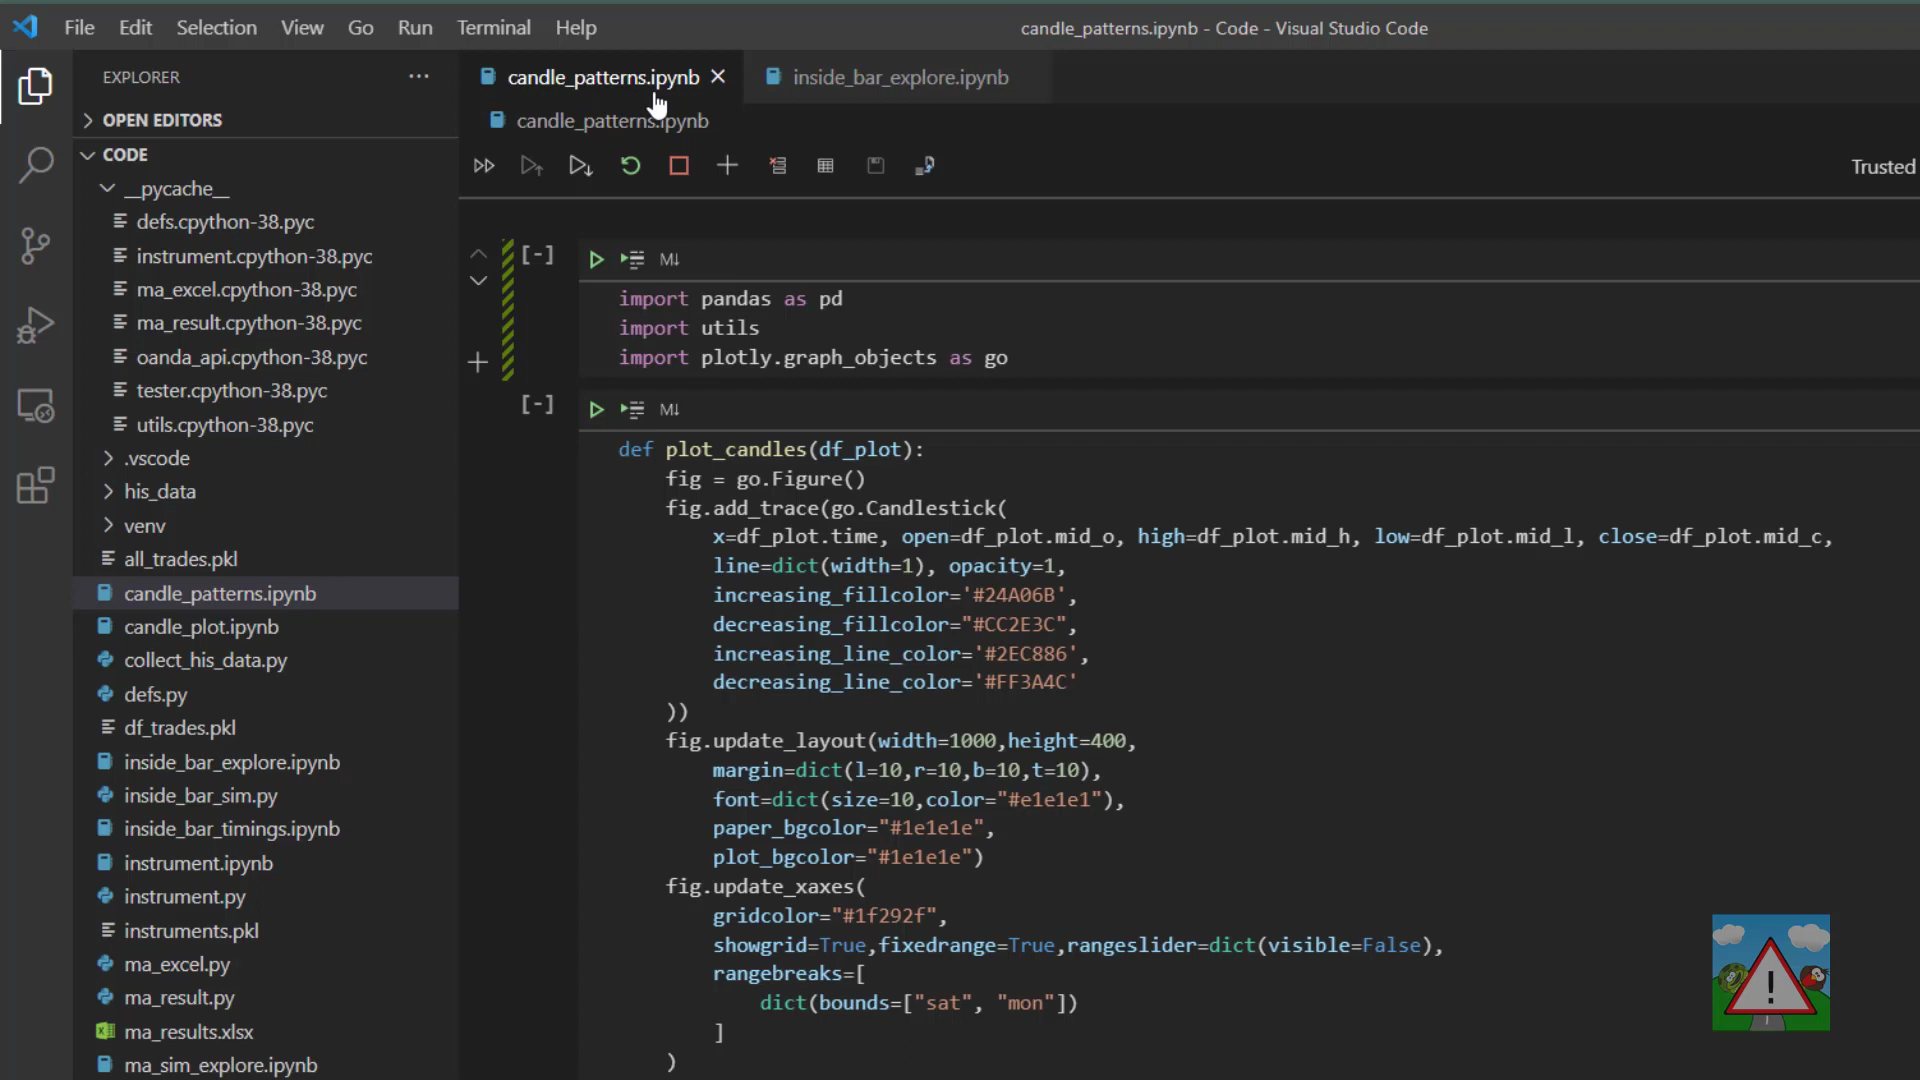 File Edit Selection View Go Run Terminal Help
candle_patterns.ipynb - Code - Visual Studio Code
EXPLORER
OPEN EDITORS
CODE
__pycache__
defs.cpython-38.pyc
instrument.cpython-38.pyc
ma_excel.cpython-38.pyc
ma_result.cpython-38.pyc
oanda_api.cpython-38.pyc
tester.cpython-38.pyc
utils.cpython-38.pyc
.vscode
his_data
venv
all_trades.pkl
candle_patterns.ipynb
candle_plot.ipynb
collect_his_data.py
defs.py
df_trades.pkl
inside_bar_explore.ipynb
inside_bar_sim.py
inside_bar_timings.ipynb
instrument.ipynb
instrument.py
instruments.pkl
ma_excel.py
ma_result.py
ma_results.xlsx
ma_sim_explore.ipynb
candle_patterns.ipynb
inside_bar_explore.ipynb
candle_patterns.ipynb
Trusted
[-]
M↓
import pandas as pd
import utils
import plotly.graph_objects as go
[-]
M↓
def plot_candles(df_plot):
    fig = go.Figure()
    fig.add_trace(go.Candlestick(
        x=df_plot.time, open=df_plot.mid_o, high=df_plot.mid_h, low=df_plot.mid_l, close=df_plot.mid_c,
        line=dict(width=1), opacity=1,
        increasing_fillcolor='#24A06B',
        decreasing_fillcolor="#CC2E3C",
        increasing_line_color='#2EC886',
        decreasing_line_color='#FF3A4C'
    ))
    fig.update_layout(width=1000,height=400,
        margin=dict(l=10,r=10,b=10,t=10),
        font=dict(size=10,color="#e1e1e1"),
        paper_bgcolor="#1e1e1e",
        plot_bgcolor="#1e1e1e")
    fig.update_xaxes(
        gridcolor="#1f292f",
        showgrid=True,fixedrange=True,rangeslider=dict(visible=False),
        rangebreaks=[
            dict(bounds=["sat", "mon"])
        ]
    )